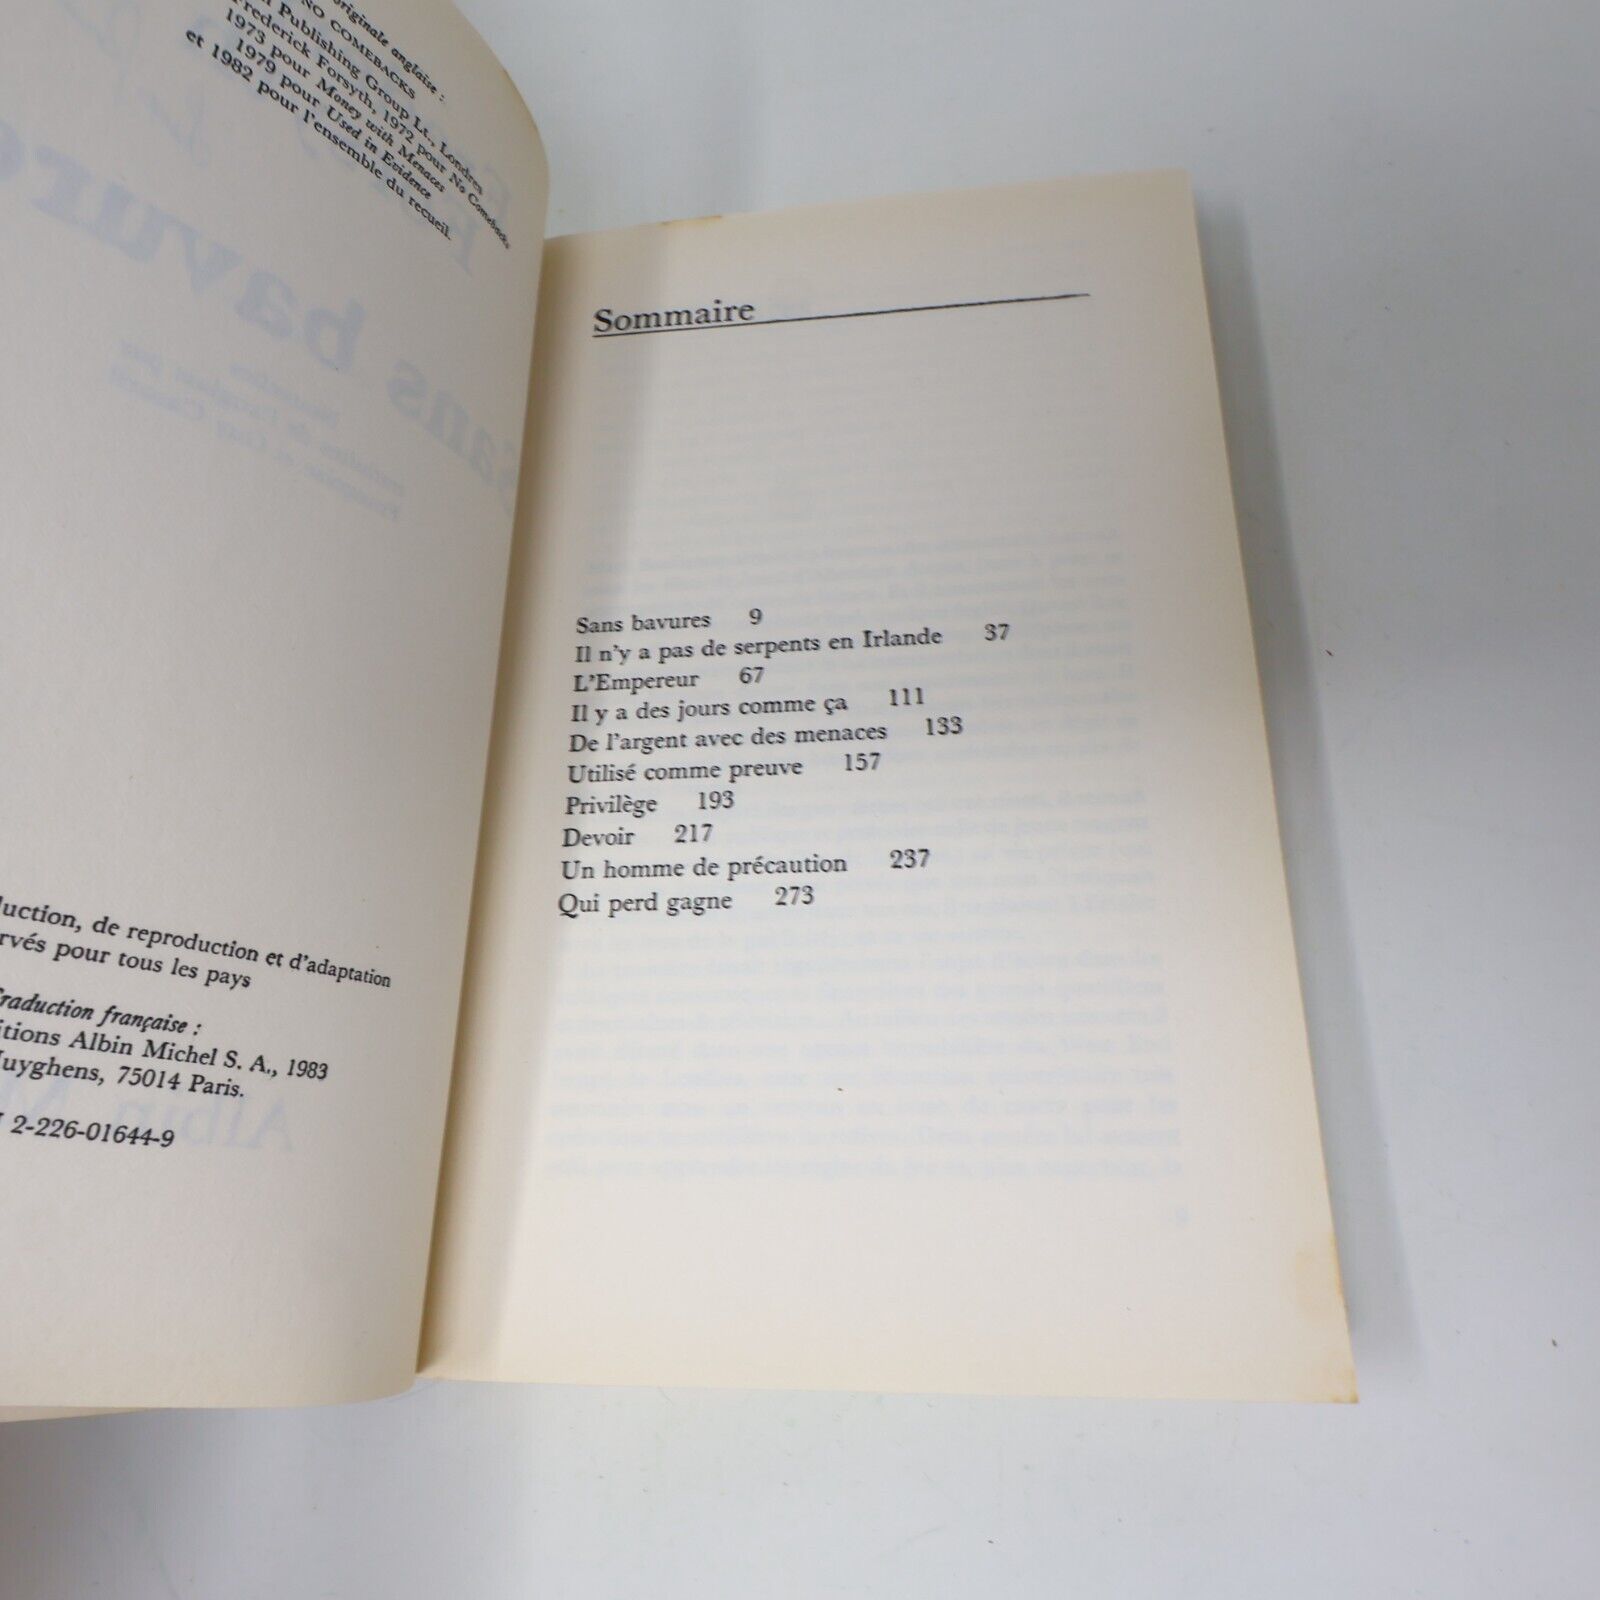 originale anglaise :
NO COMEBACKS
Publishing Group Lt., Londres
Frederick Forsyth, 1972 pour No Comebacks
1973 pour Money with Menaces
1979 pour Used in Evidence
et 1982 pour l'ensemble du recueil.
de reproduction et d'adaptation
pour tous les pays
Traduction française :
Albin Michel S. A., 1983
75014 Paris.
2-226-01644-9
Sommaire
Sans bavures 9
Il n'y a pas de serpents en Irlande 37
L'Empereur 67
Il y a des jours comme ça 111
De l'argent avec des menaces 133
Utilisé comme preuve 157
Privilège 193
Devoir 217
Un homme de précaution 237
Qui perd gagne 273